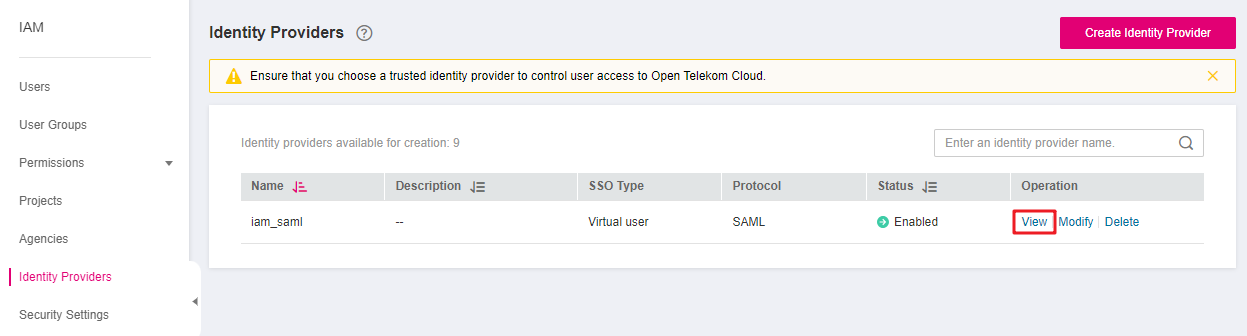 IAM
Users
User Groups
Permissions
Projects
Agencies
Identity Providers
Security Settings
Identity Providers ?
Create Identity Provider
Ensure that you choose a trusted identity provider to control user access to Open Telekom Cloud.
Identity providers available for creation: 9
Enter an identity provider name.
Name Description SSO Type Protocol Status Operation
iam_saml -- Virtual user SAML Enabled View Modify Delete